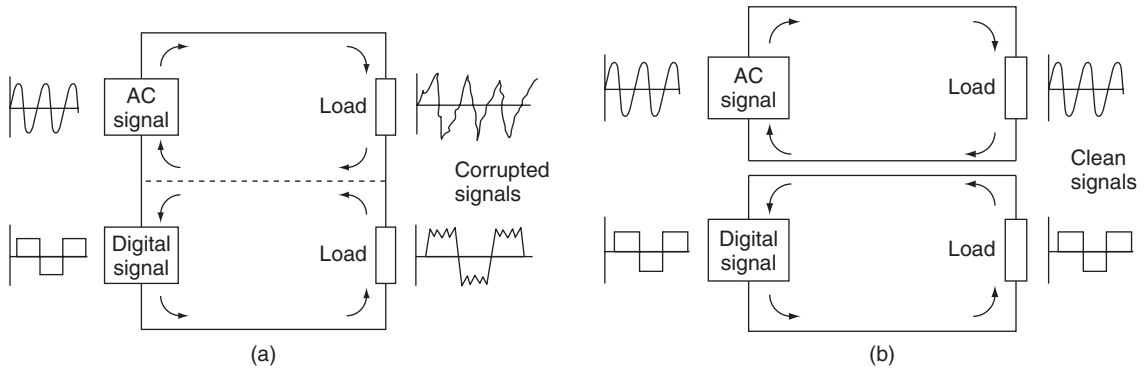 AC
signal
Load
Corrupted
signals
Digital
signal
Load
(a)
AC
signal
Load
Clean
signals
Digital
signal
Load
(b)